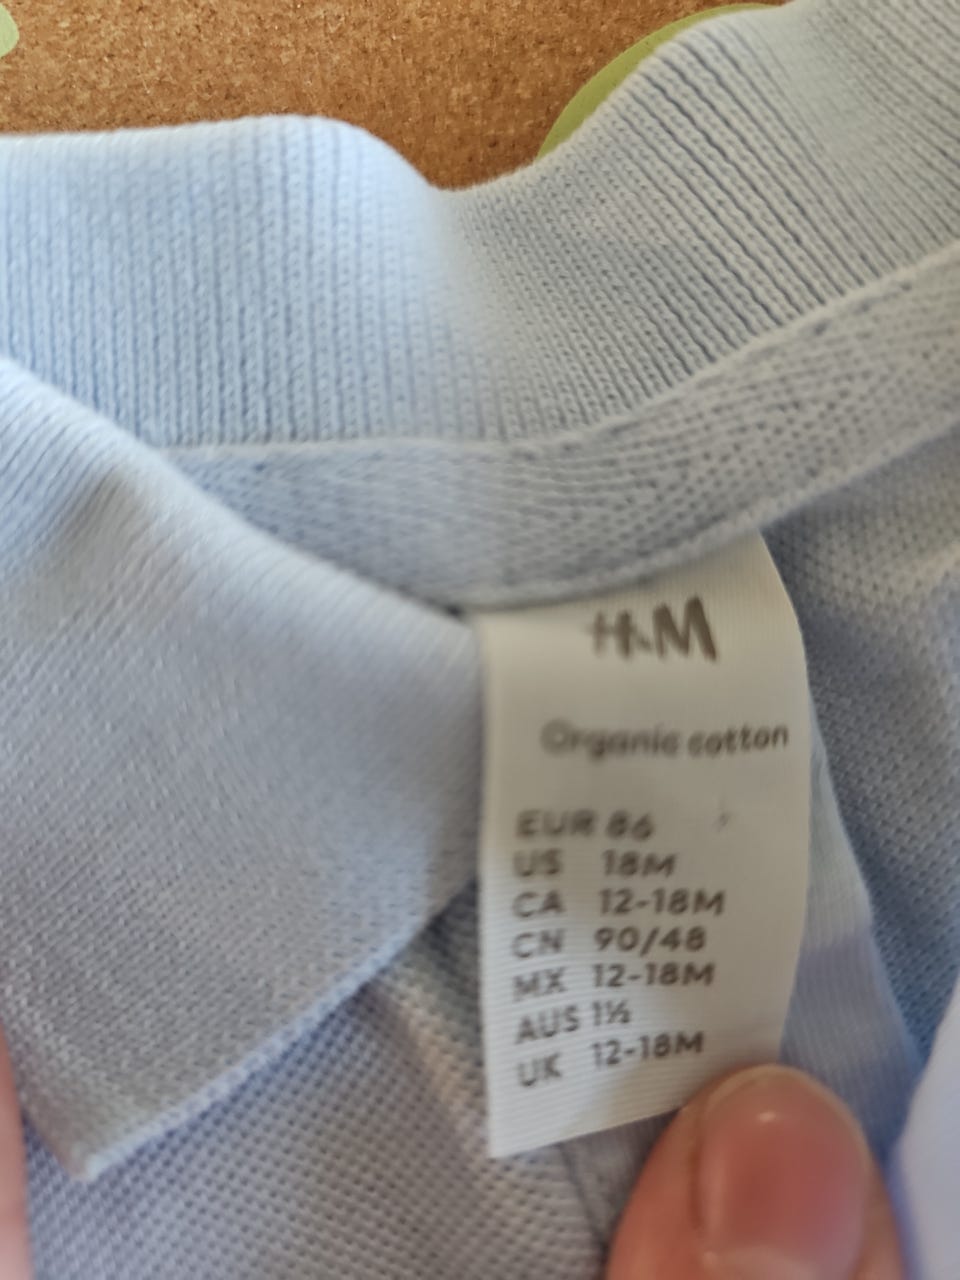 H&M
Organic cotton
EUR 86
US 18M
CA 12-18M
CN 90/48
MX 12-18M
AUS 1½
UK 12-18M